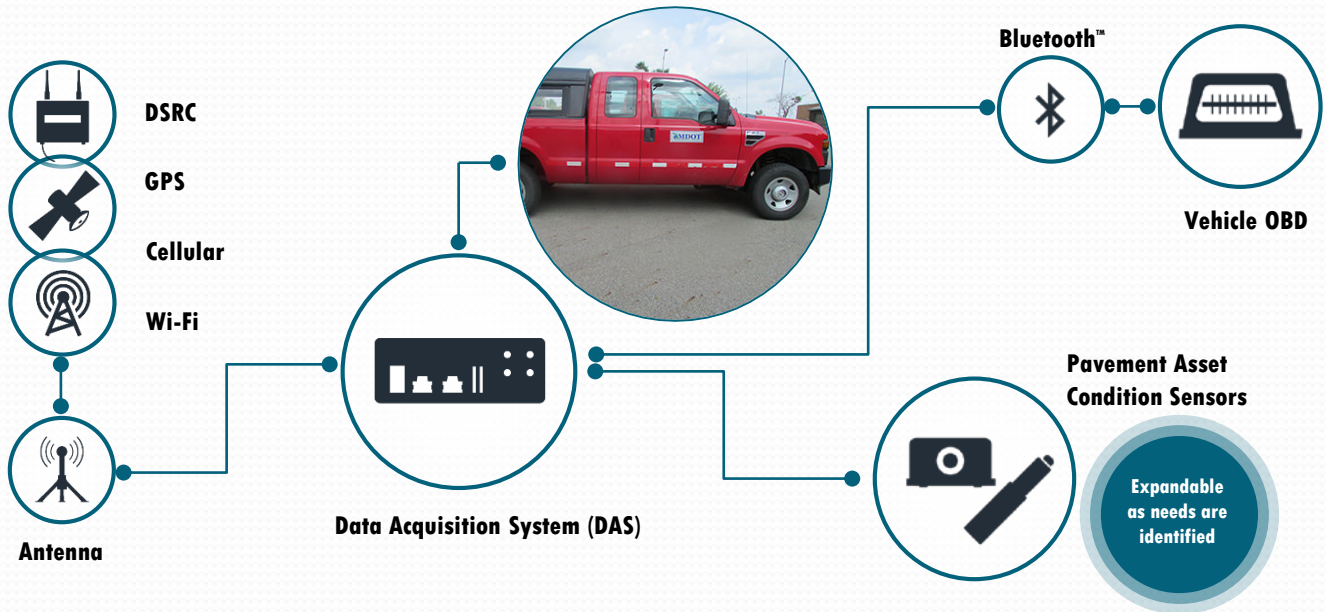 DSRC
GPS
Cellular
Wi-Fi
Antenna
Data Acquisition System (DAS)
MDOT
Bluetooth™
Vehicle OBD
Pavement Asset
Condition Sensors
Expandable
as needs are
identified